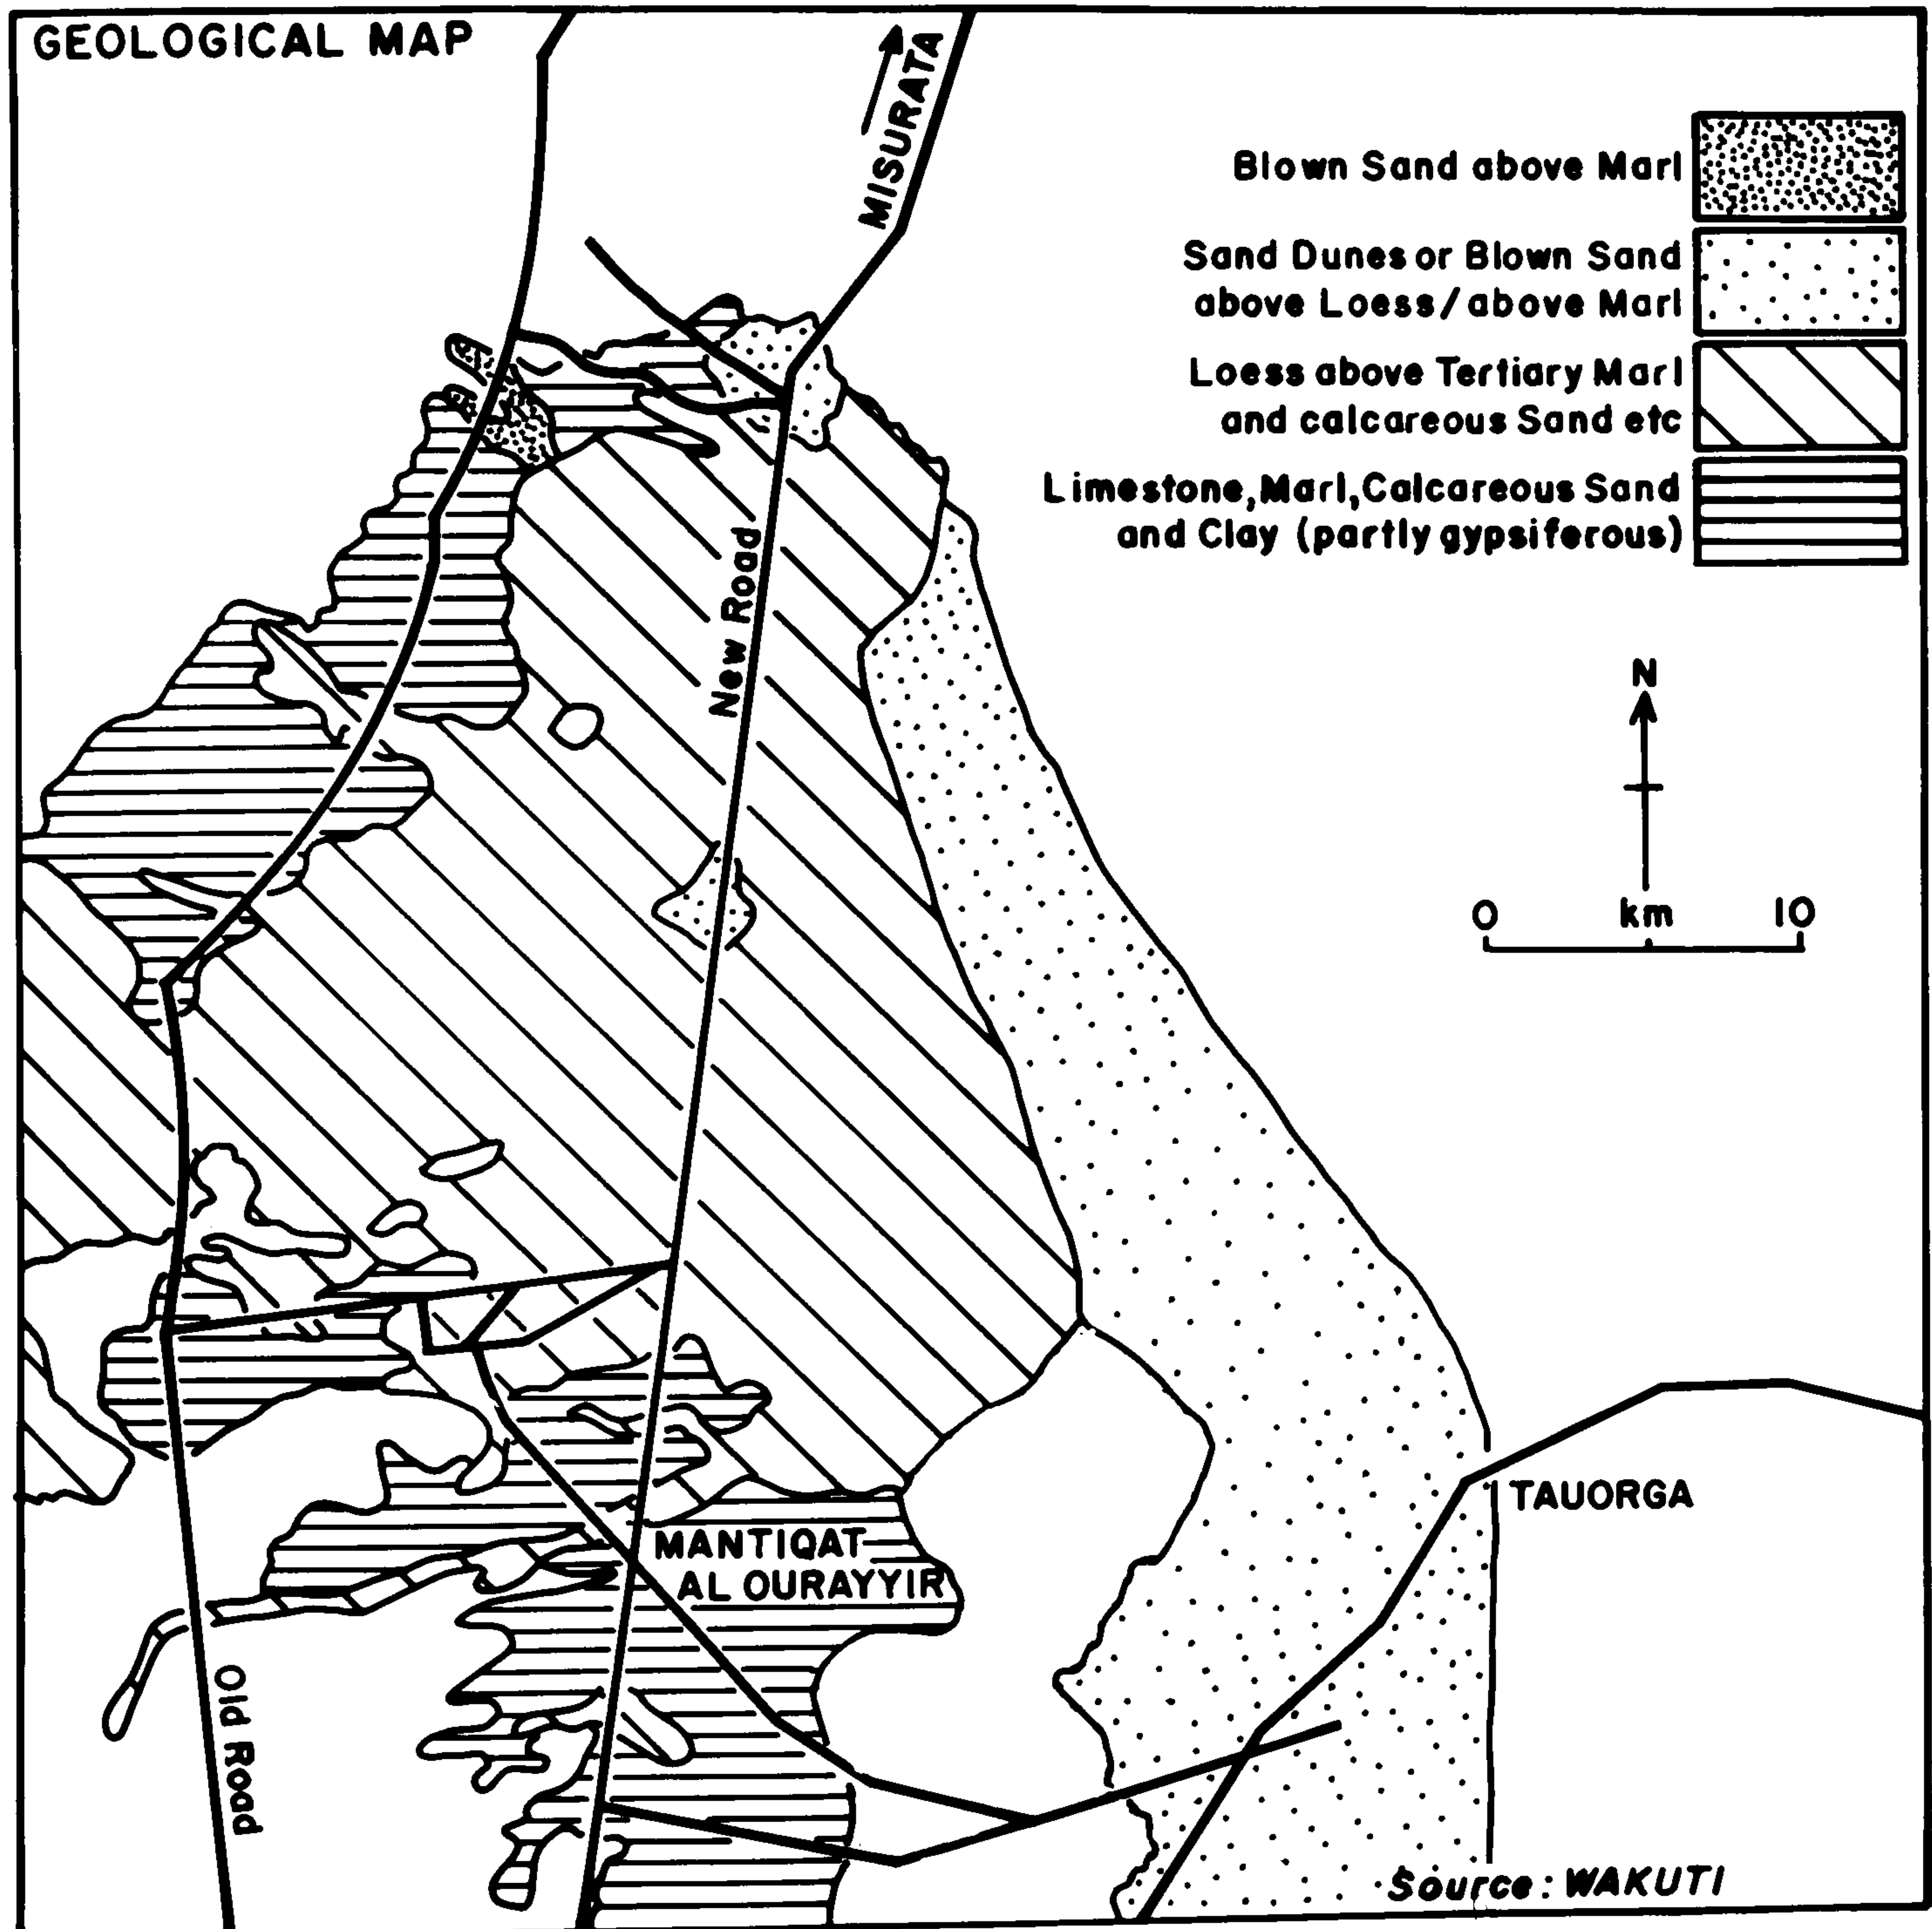 GEOLOGICAL MAP
MISURATA
Blown Sand above Marl
Sand Dunes or Blown Sand
above Loess/above Marl
Loess above Tertiary Marl
and calcareous Sand etc
Limestone, Marl, Calcareous Sand
and Clay (partly gypsiferous)
New Road
N
0 km 10
TAUORGA
MANTIQAT
AL OURAYYIR
Old Road
Source: WAKUTI